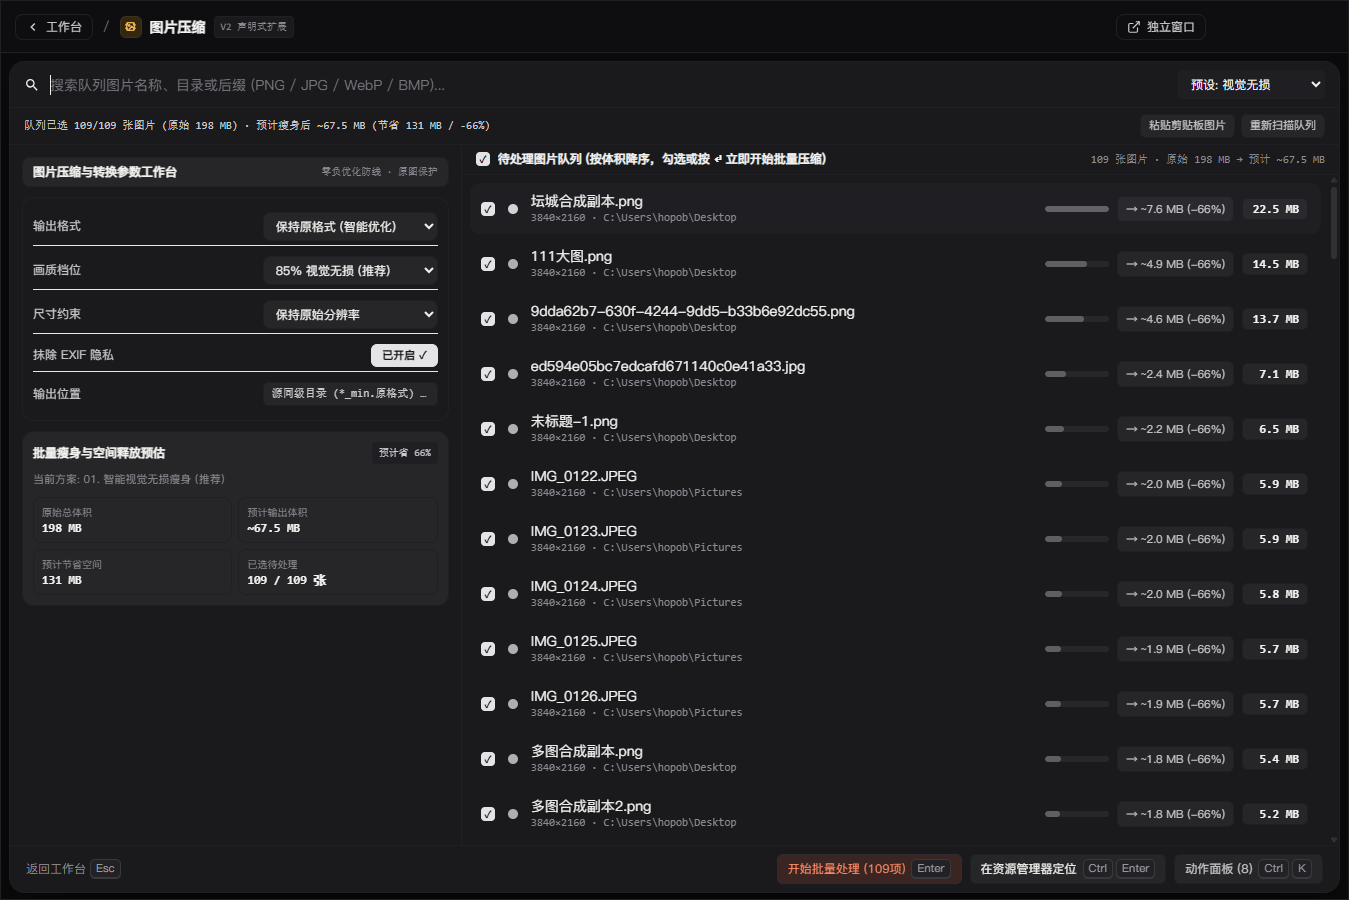 工作台 / 图片压缩 V2 声明式扩展 独立窗口
搜索队列图片名称、目录或后缀 (PNG / JPG / WebP / BMP)... 预设: 视觉无损
队列已选 109/109 张图片 (原始 198 MB) · 预计瘦身后 ~67.5 MB (节省 131 MB / -66%) 粘贴剪贴板图片 重新扫描队列
图片压缩与转换参数工作台 零负优化防线 · 原图保护
输出格式 保持原格式 (智能优化)
画质档位 85% 视觉无损 (推荐)
尺寸约束 保持原始分辨率
抹除 EXIF 隐私 已开启 ✓
输出位置 源同级目录 (*_min.原格式) …
批量瘦身与空间释放预估 预计省 66%
当前方案: 01. 智能视觉无损瘦身 (推荐)
原始总体积 预计输出体积
198 MB ~67.5 MB
预计节省空间 已选待处理
131 MB 109 / 109 张
待处理图片队列 (按体积降序，勾选或按 ↵ 立即开始批量压缩) 109 张图片 · 原始 198 MB → 预计 ~67.5 MB
坛城合成副本.png
3840×2160 · C:\Users\hopob\Desktop → ~7.6 MB (-66%) 22.5 MB
111大图.png
3840×2160 · C:\Users\hopob\Desktop → ~4.9 MB (-66%) 14.5 MB
9dda62b7-630f-4244-9dd5-b33b6e92dc55.png
3840×2160 · C:\Users\hopob\Desktop → ~4.6 MB (-66%) 13.7 MB
ed594e05bc7edcafd671140c0e41a33.jpg
3840×2160 · C:\Users\hopob\Desktop → ~2.4 MB (-66%) 7.1 MB
未标题-1.png
3840×2160 · C:\Users\hopob\Desktop → ~2.2 MB (-66%) 6.5 MB
IMG_0122.JPEG
3840×2160 · C:\Users\hopob\Pictures → ~2.0 MB (-66%) 5.9 MB
IMG_0123.JPEG
3840×2160 · C:\Users\hopob\Pictures → ~2.0 MB (-66%) 5.9 MB
IMG_0124.JPEG
3840×2160 · C:\Users\hopob\Pictures → ~2.0 MB (-66%) 5.8 MB
IMG_0125.JPEG
3840×2160 · C:\Users\hopob\Pictures → ~1.9 MB (-66%) 5.7 MB
IMG_0126.JPEG
3840×2160 · C:\Users\hopob\Pictures → ~1.9 MB (-66%) 5.7 MB
多图合成副本.png
3840×2160 · C:\Users\hopob\Desktop → ~1.8 MB (-66%) 5.4 MB
多图合成副本2.png
3840×2160 · C:\Users\hopob\Desktop → ~1.8 MB (-66%) 5.2 MB
返回工作台 Esc 开始批量处理 (109项) Enter 在资源管理器定位 Ctrl Enter 动作面板 (8) Ctrl K